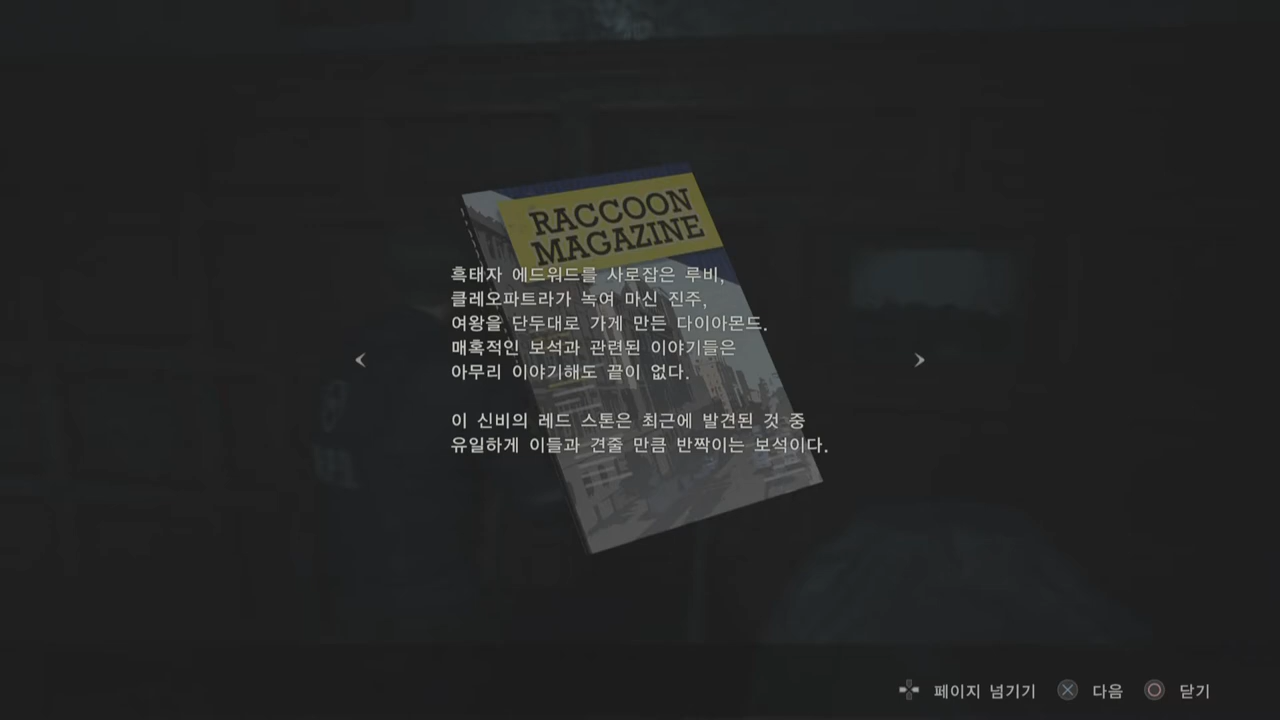 RACCOON
MAGAZINE
흑태자 에드워드를 사로잡은 루비,
클레오파트라가 녹여 마신 진주,
여왕을 단두대로 가게 만든 다이아몬드.
매혹적인 보석과 관련된 이야기들은
아무리 이야기해도 끝이 없다.
이 신비의 레드 스톤은 최근에 발견된 것 중
유일하게 이들과 견줄 만큼 반짝이는 보석이다.
페이지 넘기기 다음 닫기